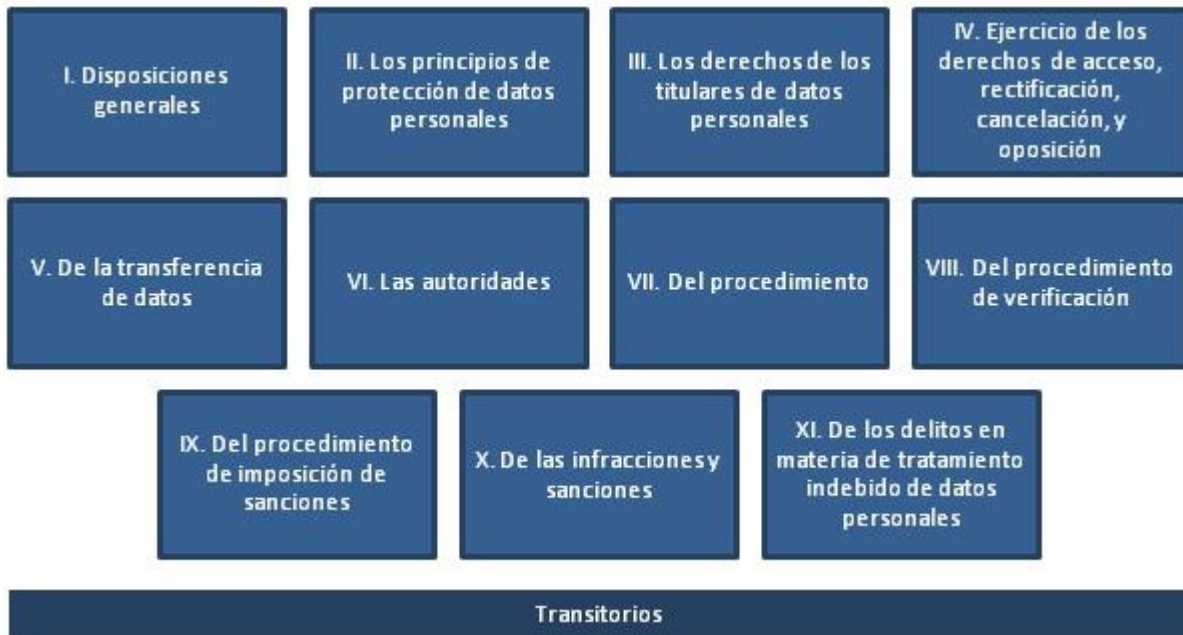 I. Disposiciones
generales
II. Los principios de
protección de datos
personales
III. Los derechos de los
titulares de datos
personales
IV. Ejercicio de los
derechos de acceso,
rectificación,
cancelación, y
oposición
V. De la transferencia
de datos
VI. Las autoridades
VII. Del procedimiento
VIII. Del procedimiento
de verificación
IX. Del procedimiento
de imposición de
sanciones
X. De las infracciones y
sanciones
XI. De los delitos en
materia de tratamiento
indebido de datos
personales
Transitorios